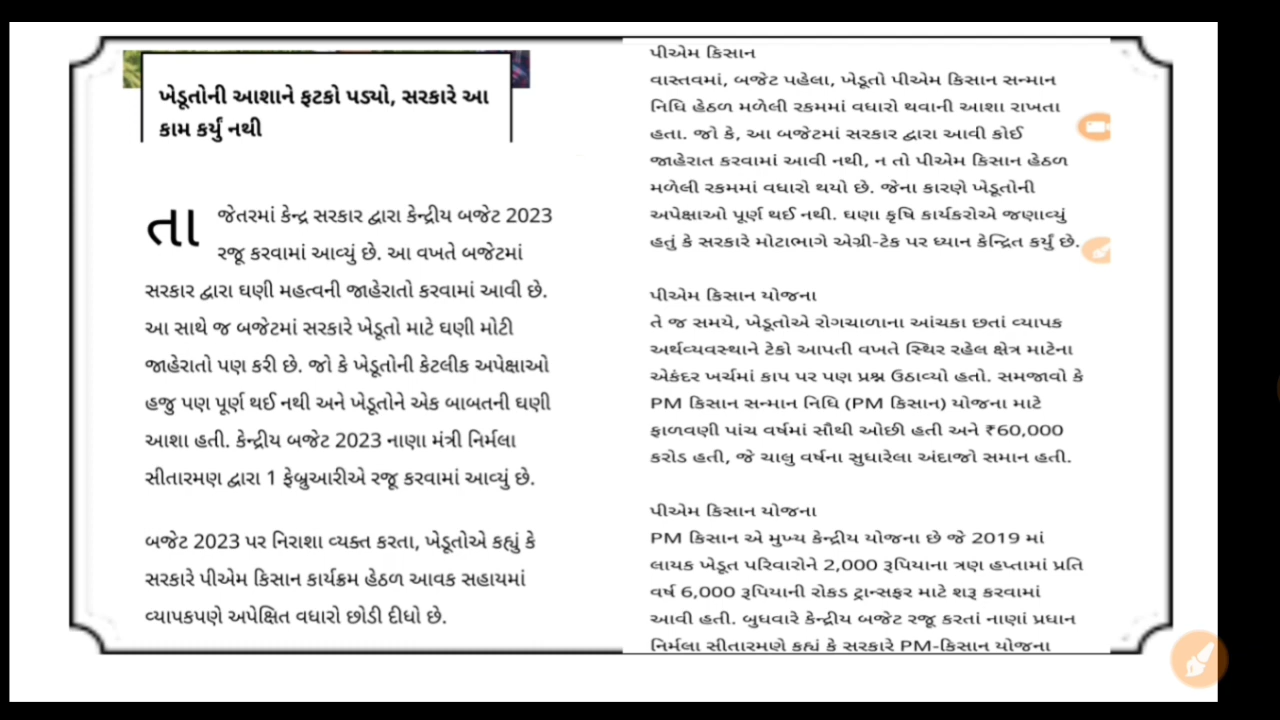 ખેડૂતોની આશાને ફટકો પડ્યો, સરકારે આ
કામ કર્યું નથી
તા જેતરમાં કેન્દ્ર સરકાર દ્વારા કેન્દ્રીય બજેટ 2023
રજૂ કરવામાં આવ્યું છે. આ વખતે બજેટમાં
સરકાર દ્વારા ઘણી મહત્વની જાહેરાતો કરવામાં આવી છે.
આ સાથે જ બજેટમાં સરકારે ખેડૂતો માટે ઘણી મોટી
જાહેરાતો પણ કરી છે. જો કે ખેડૂતોની કેટલીક અપેક્ષાઓ
હજુ પણ પૂર્ણ થઈ નથી અને ખેડૂતોને એક બાબતની ઘણી
આશા હતી. કેન્દ્રીય બજેટ 2023 નાણા મંત્રી નિર્મલા
સીતારમણ દ્વારા 1 ફેબ્રુઆરીએ રજૂ કરવામાં આવ્યું છે.
બજેટ 2023 પર નિરાશા વ્યક્ત કરતા, ખેડૂતોએ કહ્યું કે
સરકારે પીએમ કિસાન કાર્યક્રમ હેઠળ આવક સહાયમાં
વ્યાપકપણે અપેક્ષિત વધારો છોડી દીધો છે.
પીએમ કિસાન
વાસ્તવમાં, બજેટ પહેલા, ખેડૂતો પીએમ કિસાન સન્માન
નિધિ હેઠળ મળેલી રકમમાં વધારો થવાની આશા રાખતા
હતા. જો કે, આ બજેટમાં સરકાર દ્વારા આવી કોઈ
જાહેરાત કરવામાં આવી નથી, ન તો પીએમ કિસાન હેઠળ
મળેલી રકમમાં વધારો થયો છે. જેના કારણે ખેડૂતોની
અપેક્ષાઓ પૂર્ણ થઈ નથી. ઘણા કૃષિ કાર્યકરોએ જણાવ્યું
હતું કે સરકારે મોટાભાગે એગ્રી-ટેક પર ધ્યાન કેન્દ્રિત કર્યું છે.
પીએમ કિસાન યોજના
તે જ સમયે, ખેડૂતોએ રોગચાળાના આંચકા છતાં વ્યાપક
અર્થવ્યવસ્થાને ટેકો આપતી વખતે સ્થિર રહેલ ક્ષેત્ર માટેના
એકંદર ખર્ચમાં કાપ પર પણ પ્રશ્ન ઉઠાવ્યો હતો. સમજાવો કે
PM કિસાન સન્માન નિધિ (PM કિસાન) યોજના માટે
ફાળવણી પાંચ વર્ષમાં સૌથી ઓછી હતી અને ₹60,000
કરોડ હતી, જે ચાલુ વર્ષના સુધારેલા અંદાજો સમાન હતી.
પીએમ કિસાન યોજના
PM કિસાન એ મુખ્ય કેન્દ્રીય યોજના છે જે 2019 માં
લાયક ખેડૂત પરિવારોને 2,000 રૂપિયાના ત્રણ હપ્તામાં પ્રતિ
વર્ષ 6,000 રૂપિયાની રોકડ ટ્રાન્સફર માટે શરૂ કરવામાં
આવી હતી. બુધવારે કેન્દ્રીય બજેટ રજૂ કરતાં નાણાં પ્રધાન
નિર્મલા સીતારમણે કહ્યું કે સરકારે PM-કિસાન યોજના